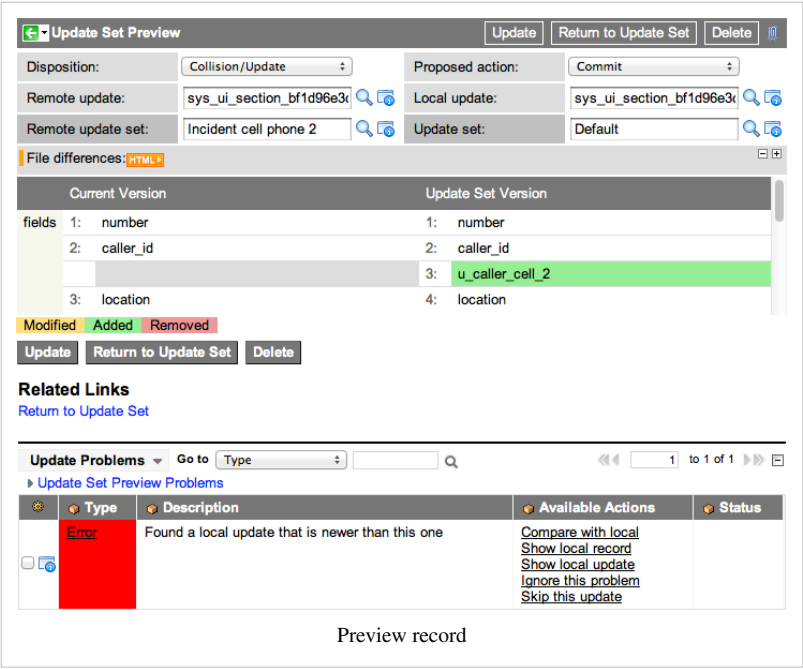 Update Set Preview Update Return to Update Set Delete
Disposition: Collision/Update Proposed action: Commit
Remote update: sys_ui_section_bf1d96e3 Local update: sys_ui_section_bf1d96e3
Remote update set: Incident cell phone 2 Update set: Default
File differences: HTML
Current Version Update Set Version
fields 1: number 1: number
2: caller_id 2: caller_id
3: u_caller_cell_2
3: location 4: location
Modified Added Removed
Update Return to Update Set Delete
Related Links
Return to Update Set
Update Problems Go to Type 1 to 1 of 1
Update Set Preview Problems
Type Description Available Actions Status
Error Found a local update that is newer than this one Compare with local
Show local record
Show local update
Ignore this problem
Skip this update
Preview record